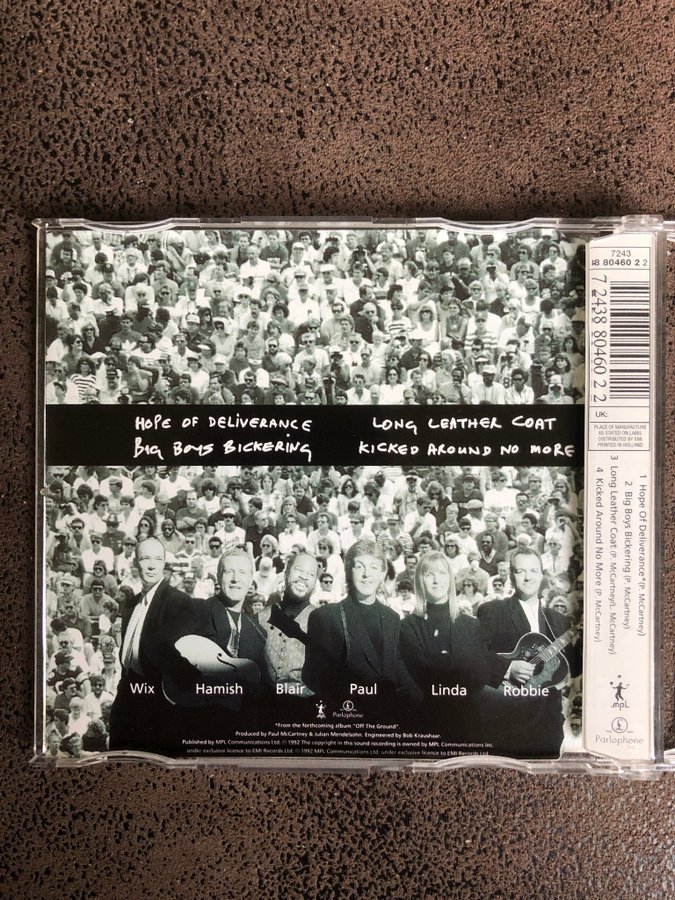 HOPE OF DELIVERANCE
BIG BOYS BICKERING
LONG LEATHER COAT
KICKED AROUND NO MORE
Wix Hamish Blair Paul Linda Robbie
Parlophone
*From the forthcoming album "Off The Ground".
Produced by Paul McCartney & Julian Mendelsohn. Engineered by Bob Kraushaar.
Published by MPL Communications Ltd. ℗ 1992 The copyright in this sound recording is owned by MPL Communications Inc.
under exclusive licence to EMI Records Ltd. © 1992 MPL Communications Ltd. under exclusive licence to EMI Records Ltd.
7243
8 80460 2 2
7 2438 80460 2 2
UK:
PLACE OF MANUFACTURE
AS STATED ON LABEL
DISTRIBUTED BY EMI
PRINTED IN HOLLAND
1 Hope Of Deliverance* (P. McCartney)
2 Big Boys Bickering (P. McCartney)
3 Long Leather Coat (P. McCartney/L. McCartney)
4 Kicked Around No More (P. McCartney)
MPL
Parlophone